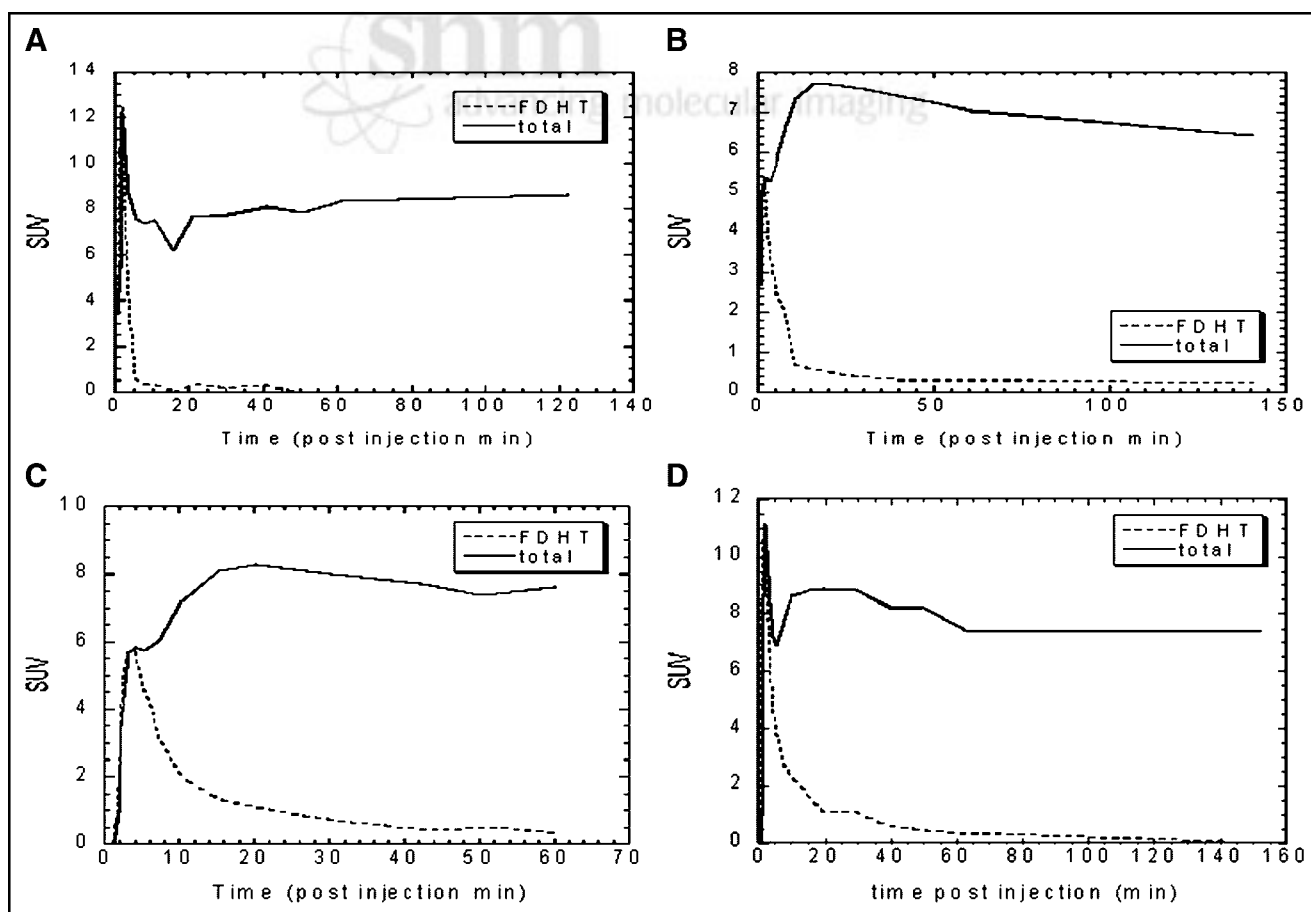 snm
advancing molecular imaging
A
14
12
10
8
6
4
2
0
SUV
FDHT
total
0 20 40 60 80 100 120 140
Time (post injection min)
B
8
7
6
5
4
3
2
1
0
SUV
FDHT
total
0 50 100 150
Time (post injection min)
C
10
8
6
4
2
0
SUV
FDHT
total
0 10 20 30 40 50 60 70
Time (post injection min)
D
12
10
8
6
4
2
0
SUV
FDHT
total
0 20 40 60 80 100 120 140 160
time post injection (min)